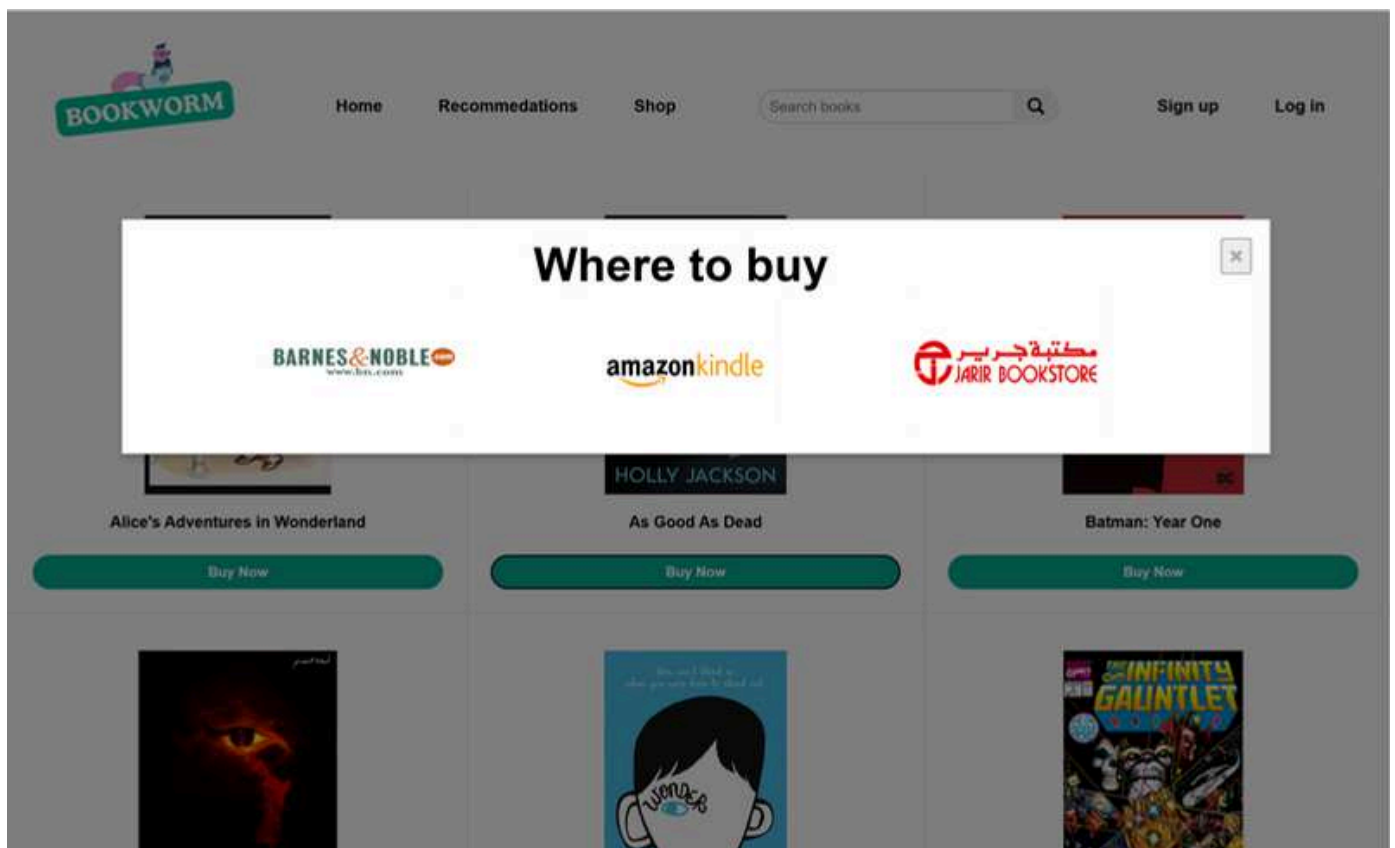 BOOKWORM
Home Recommedations Shop Search books Sign up Log in
Where to buy
×
BARNES&NOBLE.com
www.bn.com
amazonkindle
مكتبة جرير
JARIR BOOKSTORE
HOLLY JACKSON
DC
Alice's Adventures in Wonderland
As Good As Dead
Batman: Year One
Buy Now
Buy Now
Buy Now
WONDER
THE INFINITY
GAUNTLET